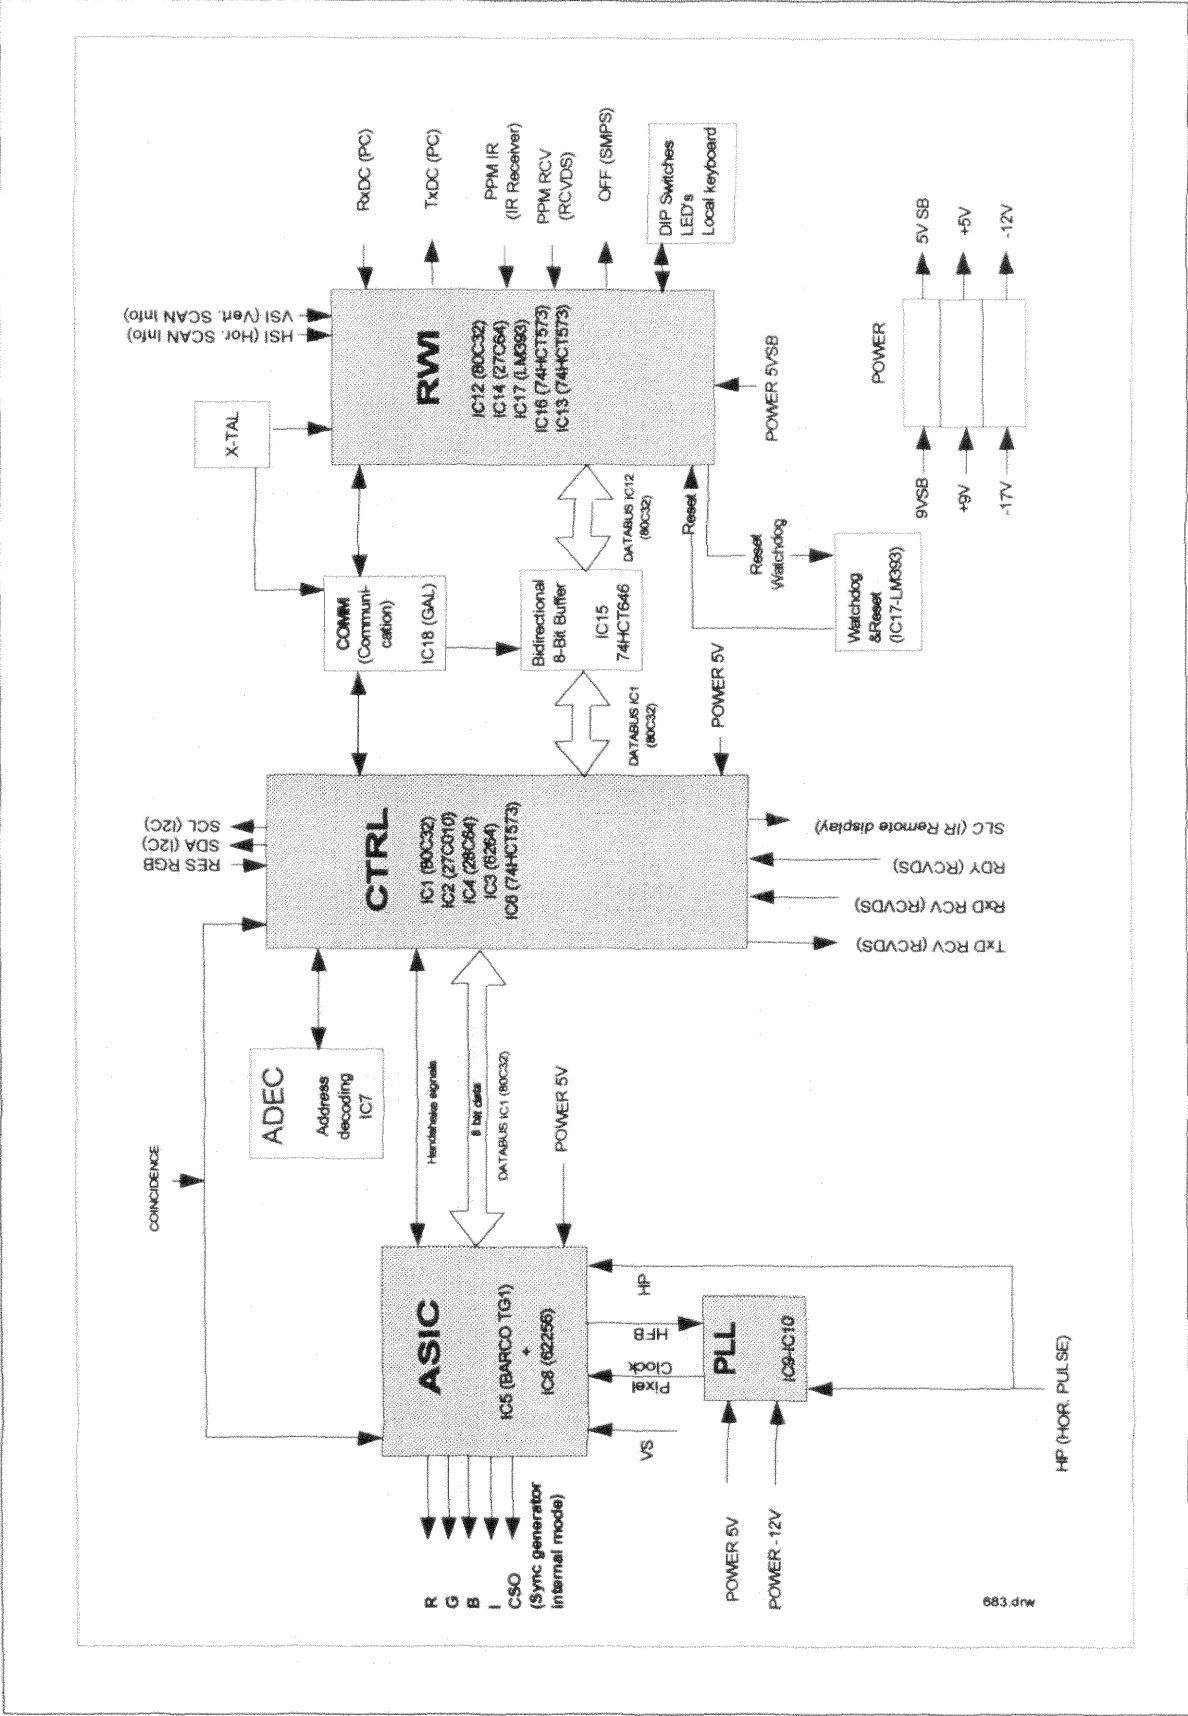 RxDC (PC)
TxDC (PC)
PPM IR
(IR Receiver)
PPM RCV
(RCVDS)
OFF (SMPS)
DIP Switches
LED's
Local keyboard
VSI (Vert. SCAN info)
HSI (Hor. SCAN info)
RWI
IC12 (80C32)
IC14 (27C64)
IC17 (LM393)
IC16 (74HCT573)
IC13 (74HCT573)
POWER 5VSB
X-TAL
POWER
5V SB
+5V
-12V
9VSB
+9V
-17V
COMM
(Communi-
cation)
IC18 (GAL)
Bidirectional
8-Bit Buffer
IC15
74HCT646
DATABUS IC12
(80C32)
Reset
Reset
Watchdog
Watchdog
&Reset
(IC17-LM393)
DATABUS IC1
(80C32)
POWER 5V
SCL (I2C)
SDA (I2C)
RES RGB
CTRL
IC1 (80C32)
IC2 (27C010)
IC4 (28C64)
IC3 (6264)
IC6 (74HCT573)
SLC (IR Remote display)
RDY (RCVDS)
RxD RCV (RCVDS)
TxD RCV (RCVDS)
ADEC
Address
decoding
IC7
COINCIDENCE
Handshake signals
8 bit data
DATABUS IC1 (80C32)
POWER 5V
ASIC
IC5 (BARCO TG1)
+
IC8 (62256)
R
G
B
I
CSO
(Sync generator
internal mode)
HP
HFB
Pixel
Clock
VS
PLL
IC9-IC10
POWER 5V
POWER -12V
HP (HOR. PULSE)
683.drw